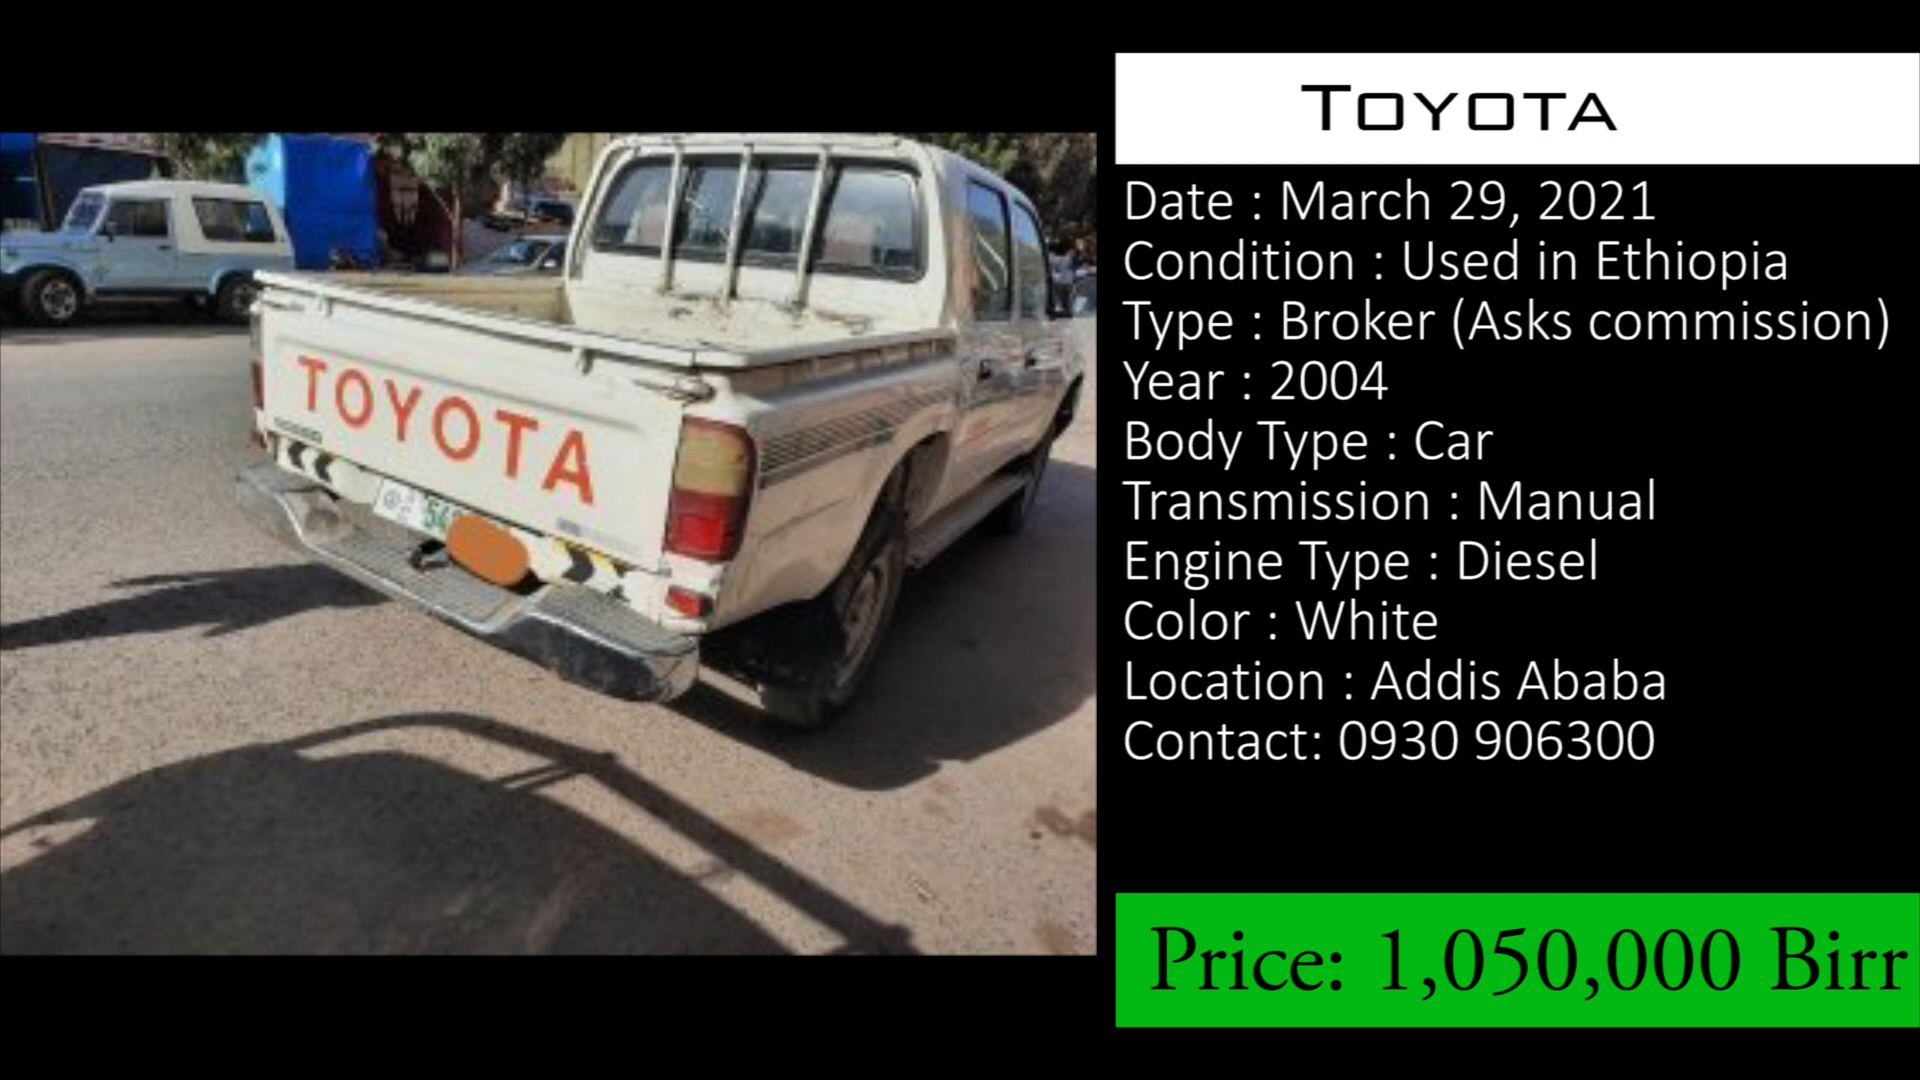 TOYOTA
Date : March 29, 2021
Condition : Used in Ethiopia
Type : Broker (Asks commission)
Year : 2004
Body Type : Car
Transmission : Manual
Engine Type : Diesel
Color : White
Location : Addis Ababa
Contact: 0930 906300
Price: 1,050,000 Birr
TOYOTA